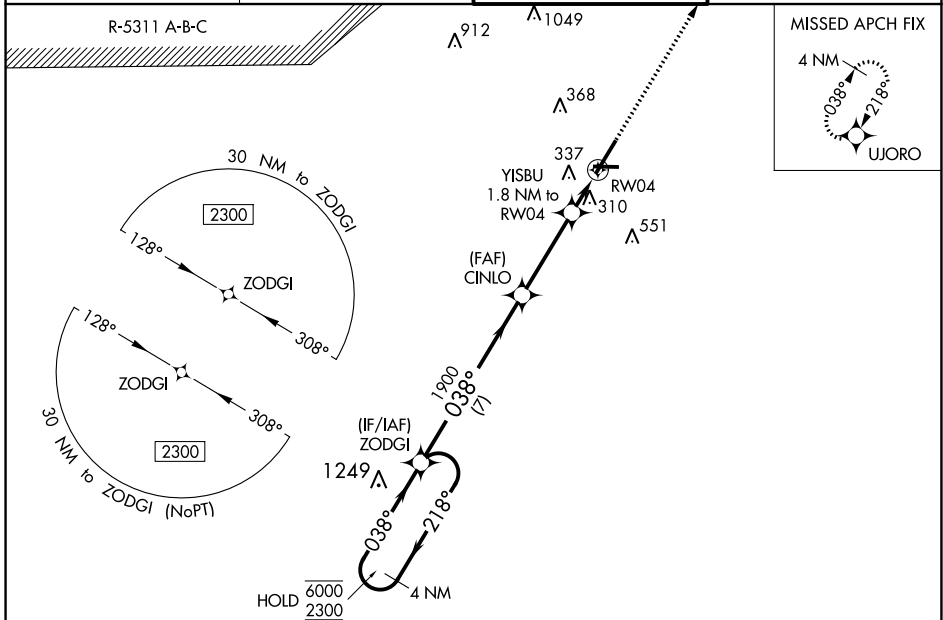 R-5311 A-B-C
912
1049
MISSED APCH FIX
4 NM
038°
218°
UJORO
368
337
YISBU
1.8 NM to
RW04
RW04
310
551
30 NM to ZODGI
2300
128°
ZODGI
308°
(FAF)
CINLO
128°
ZODGI
308°
2300
30 NM to ZODGI (NoPT)
1900
038°
(7)
(IF/IAF)
ZODGI
1249
038°
218°
4 NM
HOLD 6000
2300